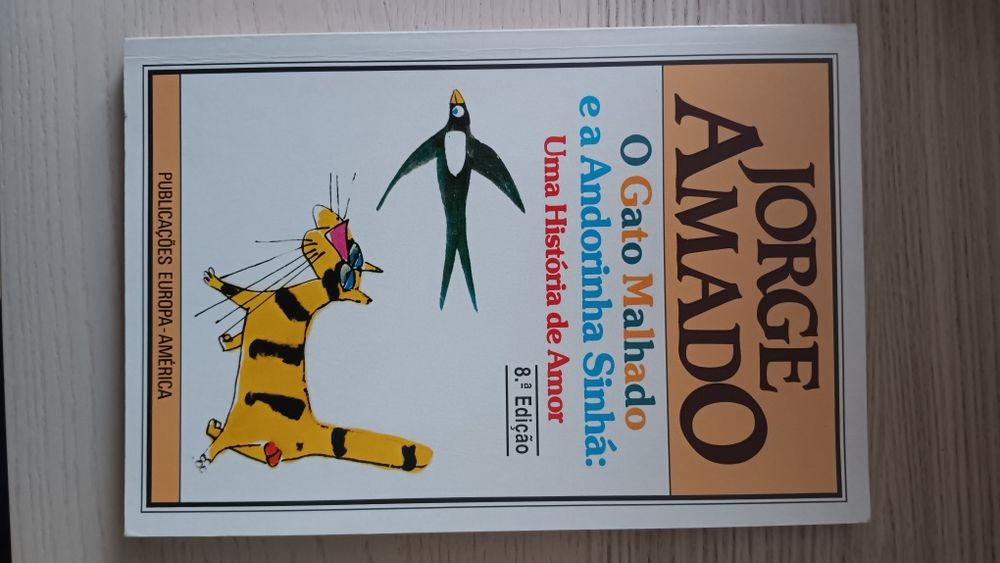 JORGE
AMADO
O Gato Malhado
e a Andorinha Sinhá:
Uma História de Amor
8.ª Edição
PUBLICAÇÕES EUROPA-AMÉRICA